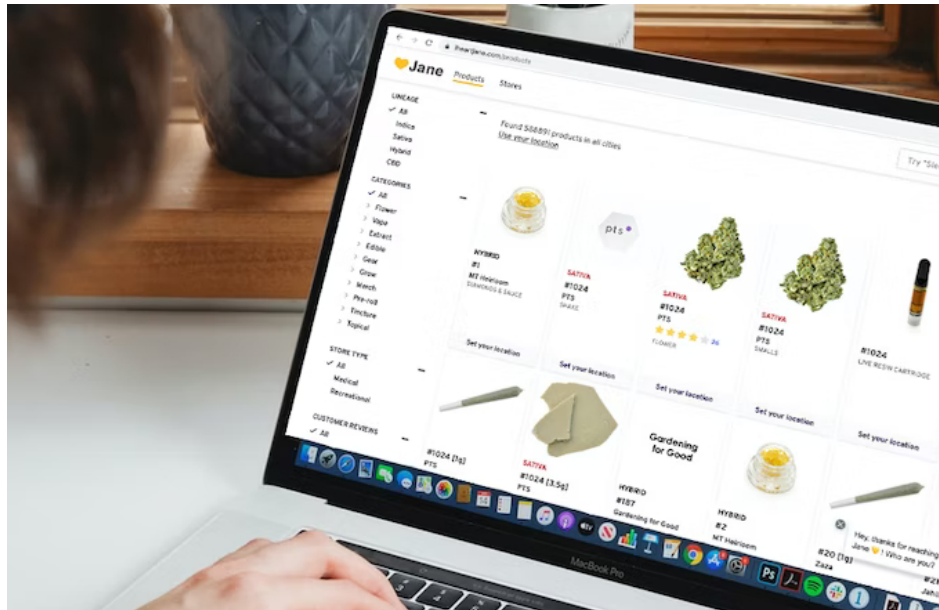 iheartjane.com/products
Jane
Products
Stores
LINEAGE
All
Indica
Sativa
Hybrid
CBD
CATEGORIES
All
Flower
Vape
Extract
Edible
Gear
Grow
Merch
Pre-roll
Tincture
Topical
STORE TYPE
All
Medical
Recreational
CUSTOMER REVIEWS
All
Found 588891 products in all cities
Use your location
HYBRID
#1
MT Heirloom
DIAMONDS & SAUCE
Set your location
pts
SATIVA
#1024
PTS
SHAKE
Set your location
SATIVA
#1024
PTS
26
FLOWER
Set your location
SATIVA
#1024
PTS
SMALLS
Set your location
#1024
LIVE RESIN CARTRIDGE
Set your location
#1024 [1g]
PTS
SATIVA
#1024 [3.5g]
PTS
Gardening
for Good
HYBRID
#187
Gardening for Good
HYBRID
#2
MT Heirloom
#20 [1g]
Zaza
Hey, thanks for reaching
Jane! Who are you?
MacBook Pro